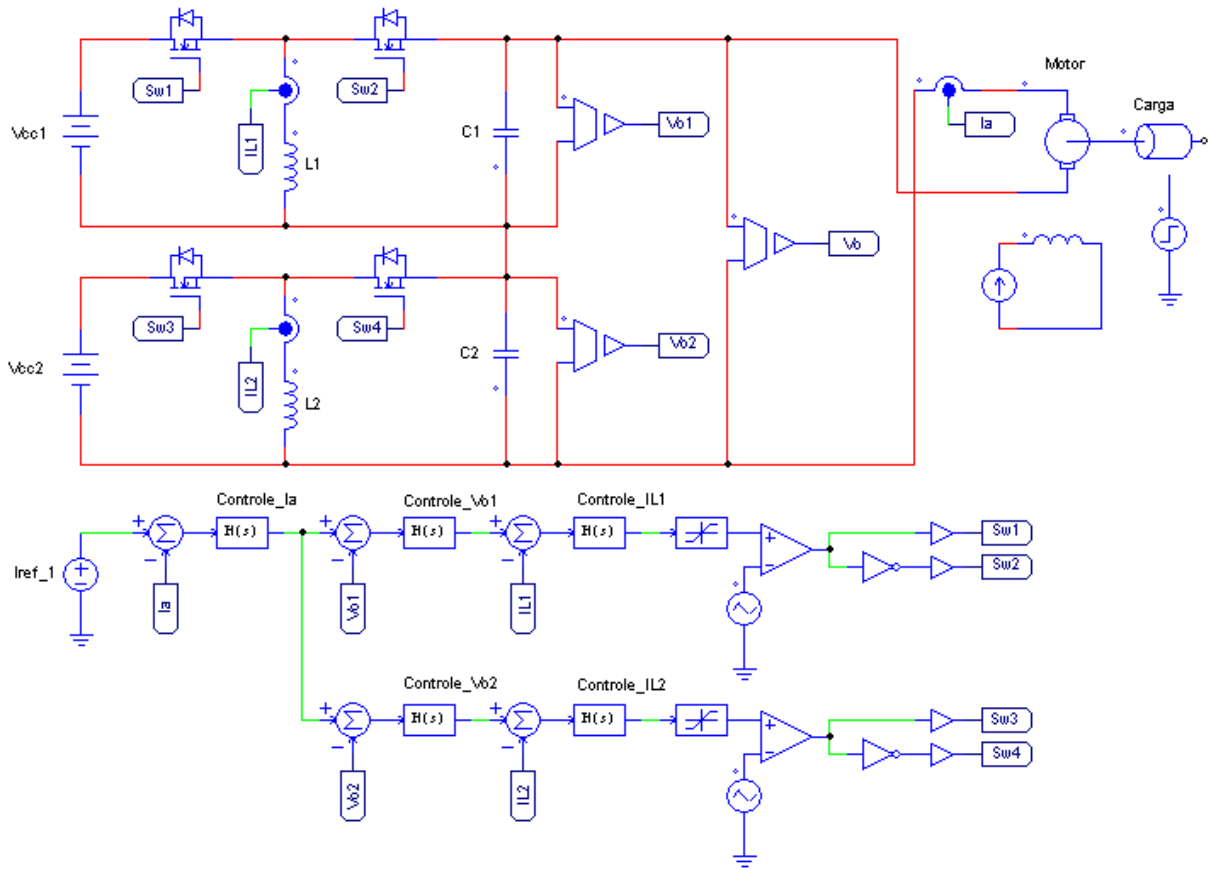 Motor
Carga
Sw1
Sw2
Vcc1
IL1
L1
C1
Vo1
Ia
Vo
Sw3
Sw4
Vcc2
IL2
L2
C2
Vo2
Controle_Ia
Controle_Vo1
Controle_IL1
Iref_1
H(s)
H(s)
H(s)
Sw1
Sw2
Ia
Vo1
IL1
Controle_Vo2
Controle_IL2
H(s)
H(s)
Sw3
Sw4
Vo2
IL2